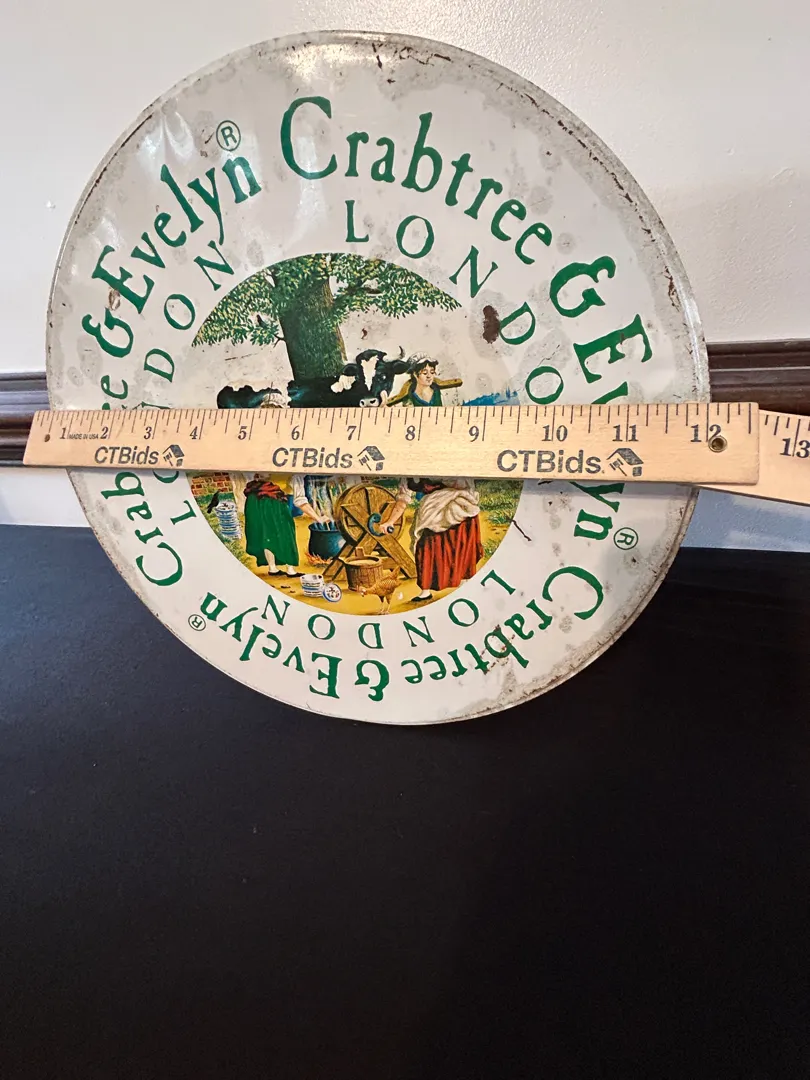 Crabtree & Evelyn®
LONDON
Crabtree & Evelyn®
LONDON
Crabtree & Evelyn®
LONDON
1 MADE IN USA 2 3 4 5 6 7 8 9 10 11 12 13
CTBids CTBids CTBids.